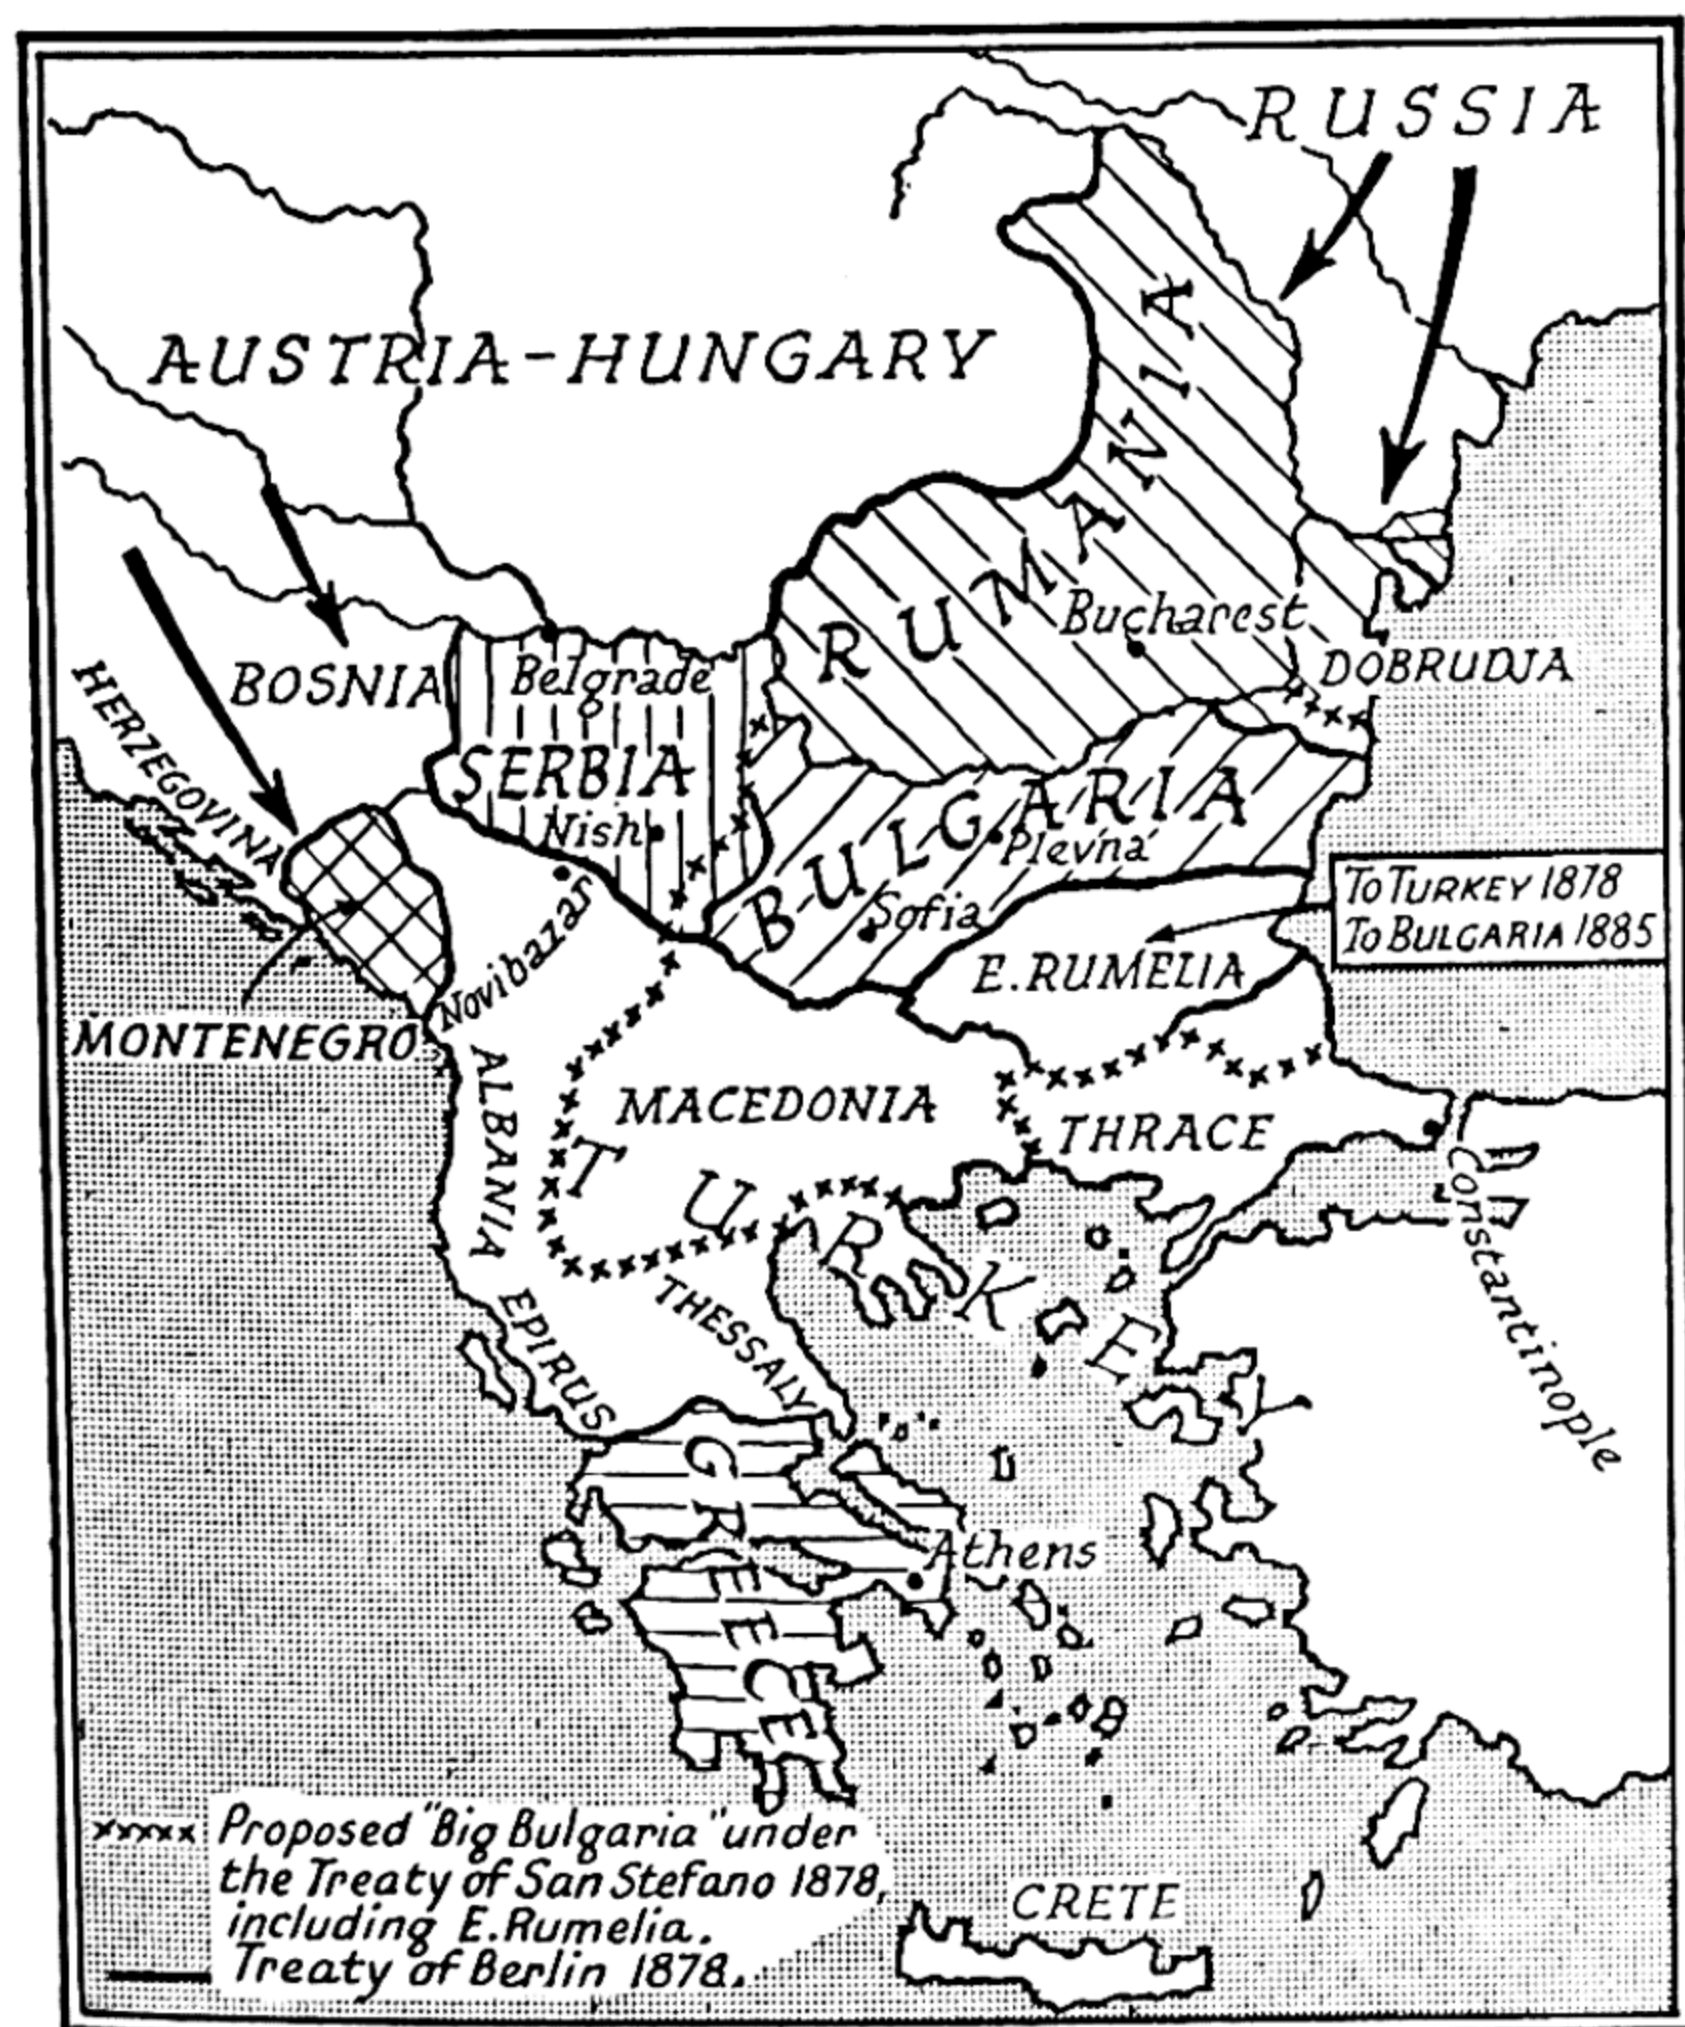 RUSSIA
AUSTRIA-HUNGARY
RUMANIA
Bucharest
BOSNIA
Belgrade
DOBRUDJA
HERZEGOVINA
SERBIA
Nish
BULGARIA
Plevna
Sofia
TO TURKEY 1878
TO BULGARIA 1885
E. RUMELIA
Novibazar
MONTENEGRO
ALBANIA
MACEDONIA
THRACE
TURKEY
Constantinople
THESSALY
EPIRUS
GREECE
Athens
CRETE
xxxxx Proposed "Big Bulgaria" under
the Treaty of San Stefano 1878,
including E. Rumelia.
Treaty of Berlin 1878.